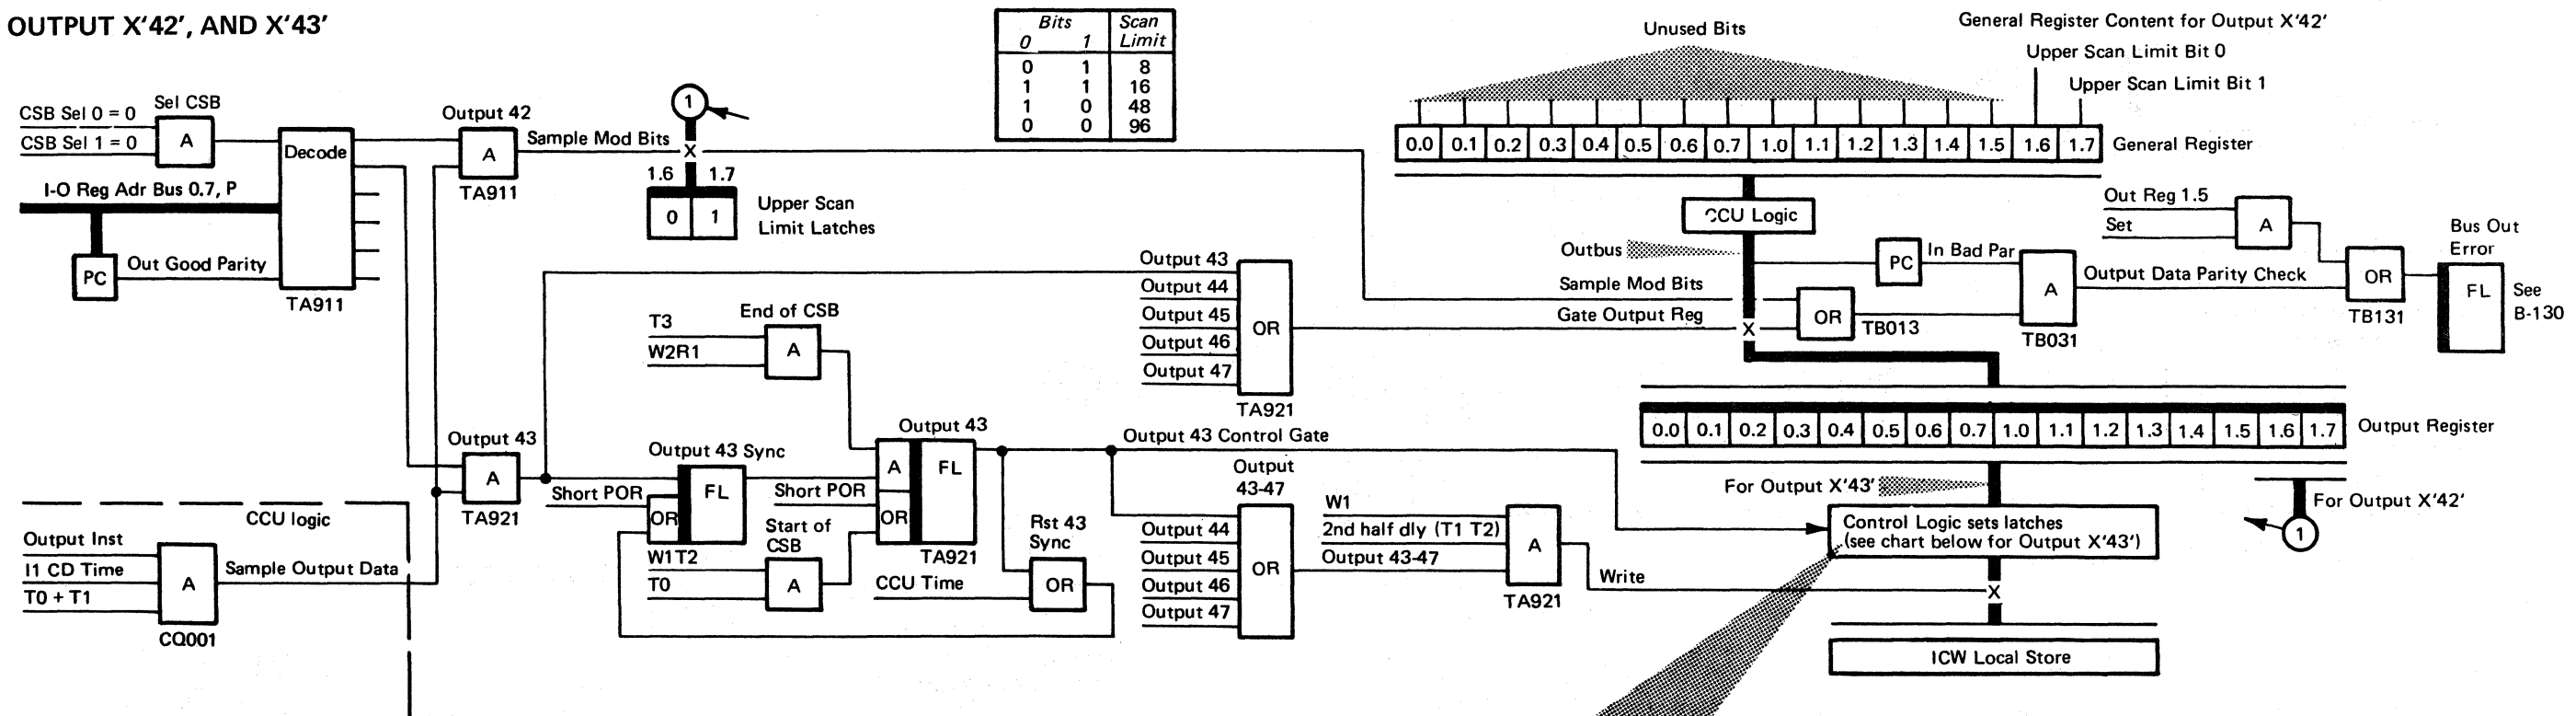 OUTPUT X'42', AND X'43'
Bits Scan
0 1 Limit
0 1 8
1 1 16
1 0 48
0 0 96
General Register Content for Output X'42'
Unused Bits
Upper Scan Limit Bit 0
Upper Scan Limit Bit 1
0.0 0.1 0.2 0.3 0.4 0.5 0.6 0.7 1.0 1.1 1.2 1.3 1.4 1.5 1.6 1.7
General Register
CSB Sel 0 = 0
CSB Sel 1 = 0
Sel CSB
A
I-O Reg Adr Bus 0.7, P
PC
Out Good Parity
Decode
TA911
Output 42
A
TA911
Sample Mod Bits
1
X
1.6 1.7
0 1
Upper Scan
Limit Latches
CCU Logic
Outbus
Sample Mod Bits
Gate Output Reg
X
PC
In Bad Par
OR
TB013
A
TB031
Out Reg 1.5
Set
A
Output Data Parity Check
OR
TB131
Bus Out
Error
FL
See
B-130
Output 43
Output 44
Output 45
Output 46
Output 47
OR
TA921
T3
W2R1
End of CSB
A
Output 43
A
TA921
Output 43 Sync
Short POR
OR
FL
W1T2
T0
Start of
CSB
A
Output 43
Short POR
A
OR
FL
TA921
CCU Time
Rst 43
Sync
OR
Output 43 Control Gate
Output
43-47
Output 44
Output 45
Output 46
Output 47
OR
W1
2nd half dly (T1 T2)
Output 43-47
A
TA921
Write
0.0 0.1 0.2 0.3 0.4 0.5 0.6 0.7 1.0 1.1 1.2 1.3 1.4 1.5 1.6 1.7
Output Register
For Output X'43'
For Output X'42'
1
Control Logic sets latches
(see chart below for Output X'43')
X
ICW Local Store
CCU logic
Output Inst
I1 CD Time
T0 + T1
A
CQ001
Sample Output Data